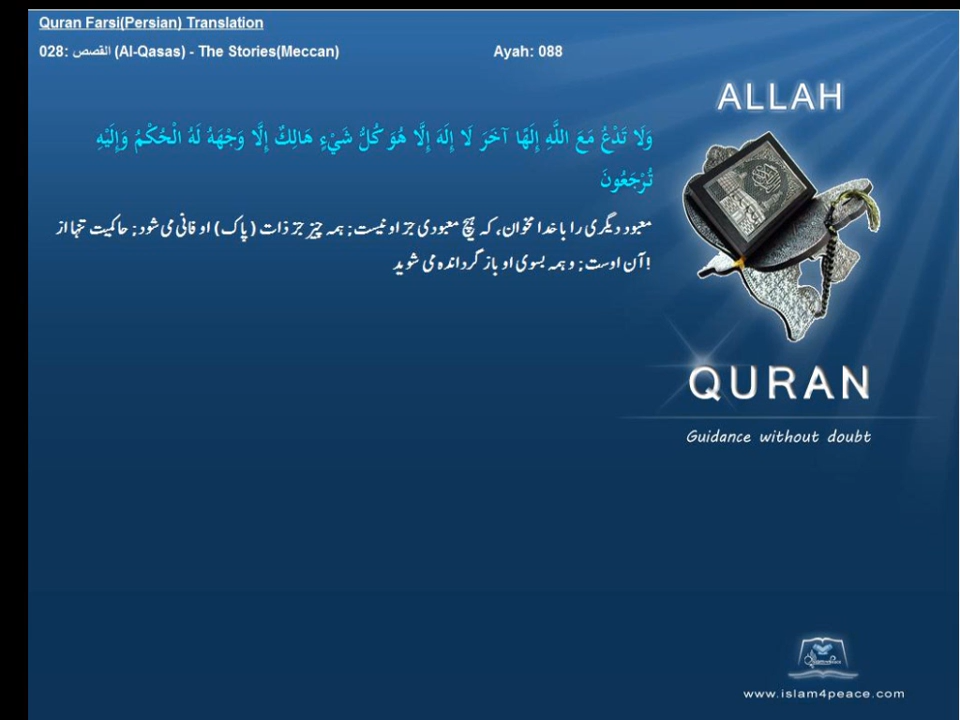 Quran Farsi(Persian) Translation
028: القصص (Al-Qasas) - The Stories(Meccan) Ayah: 088
ALLAH
وَلَا تَدْعُ مَعَ اللَّهِ إِلَهًا آخَرَ لَا إِلَهَ إِلَّا هُوَ كُلُّ شَيْءٍ هَالِكٌ إِلَّا وَجْهَهُ لَهُ الْحُكْمُ وَإِلَيْهِ
تُرْجَعُونَ
معبود دیگری را با خدا مخوان، که هیچ معبودی جز او نیست; همه چیز جز ذات (پاک) او فانی می شود; حاکمیت تنها از
!آن اوست; و همه بسوی او باز گردانده می شوید
QURAN
Guidance without doubt
www.islam4peace.com